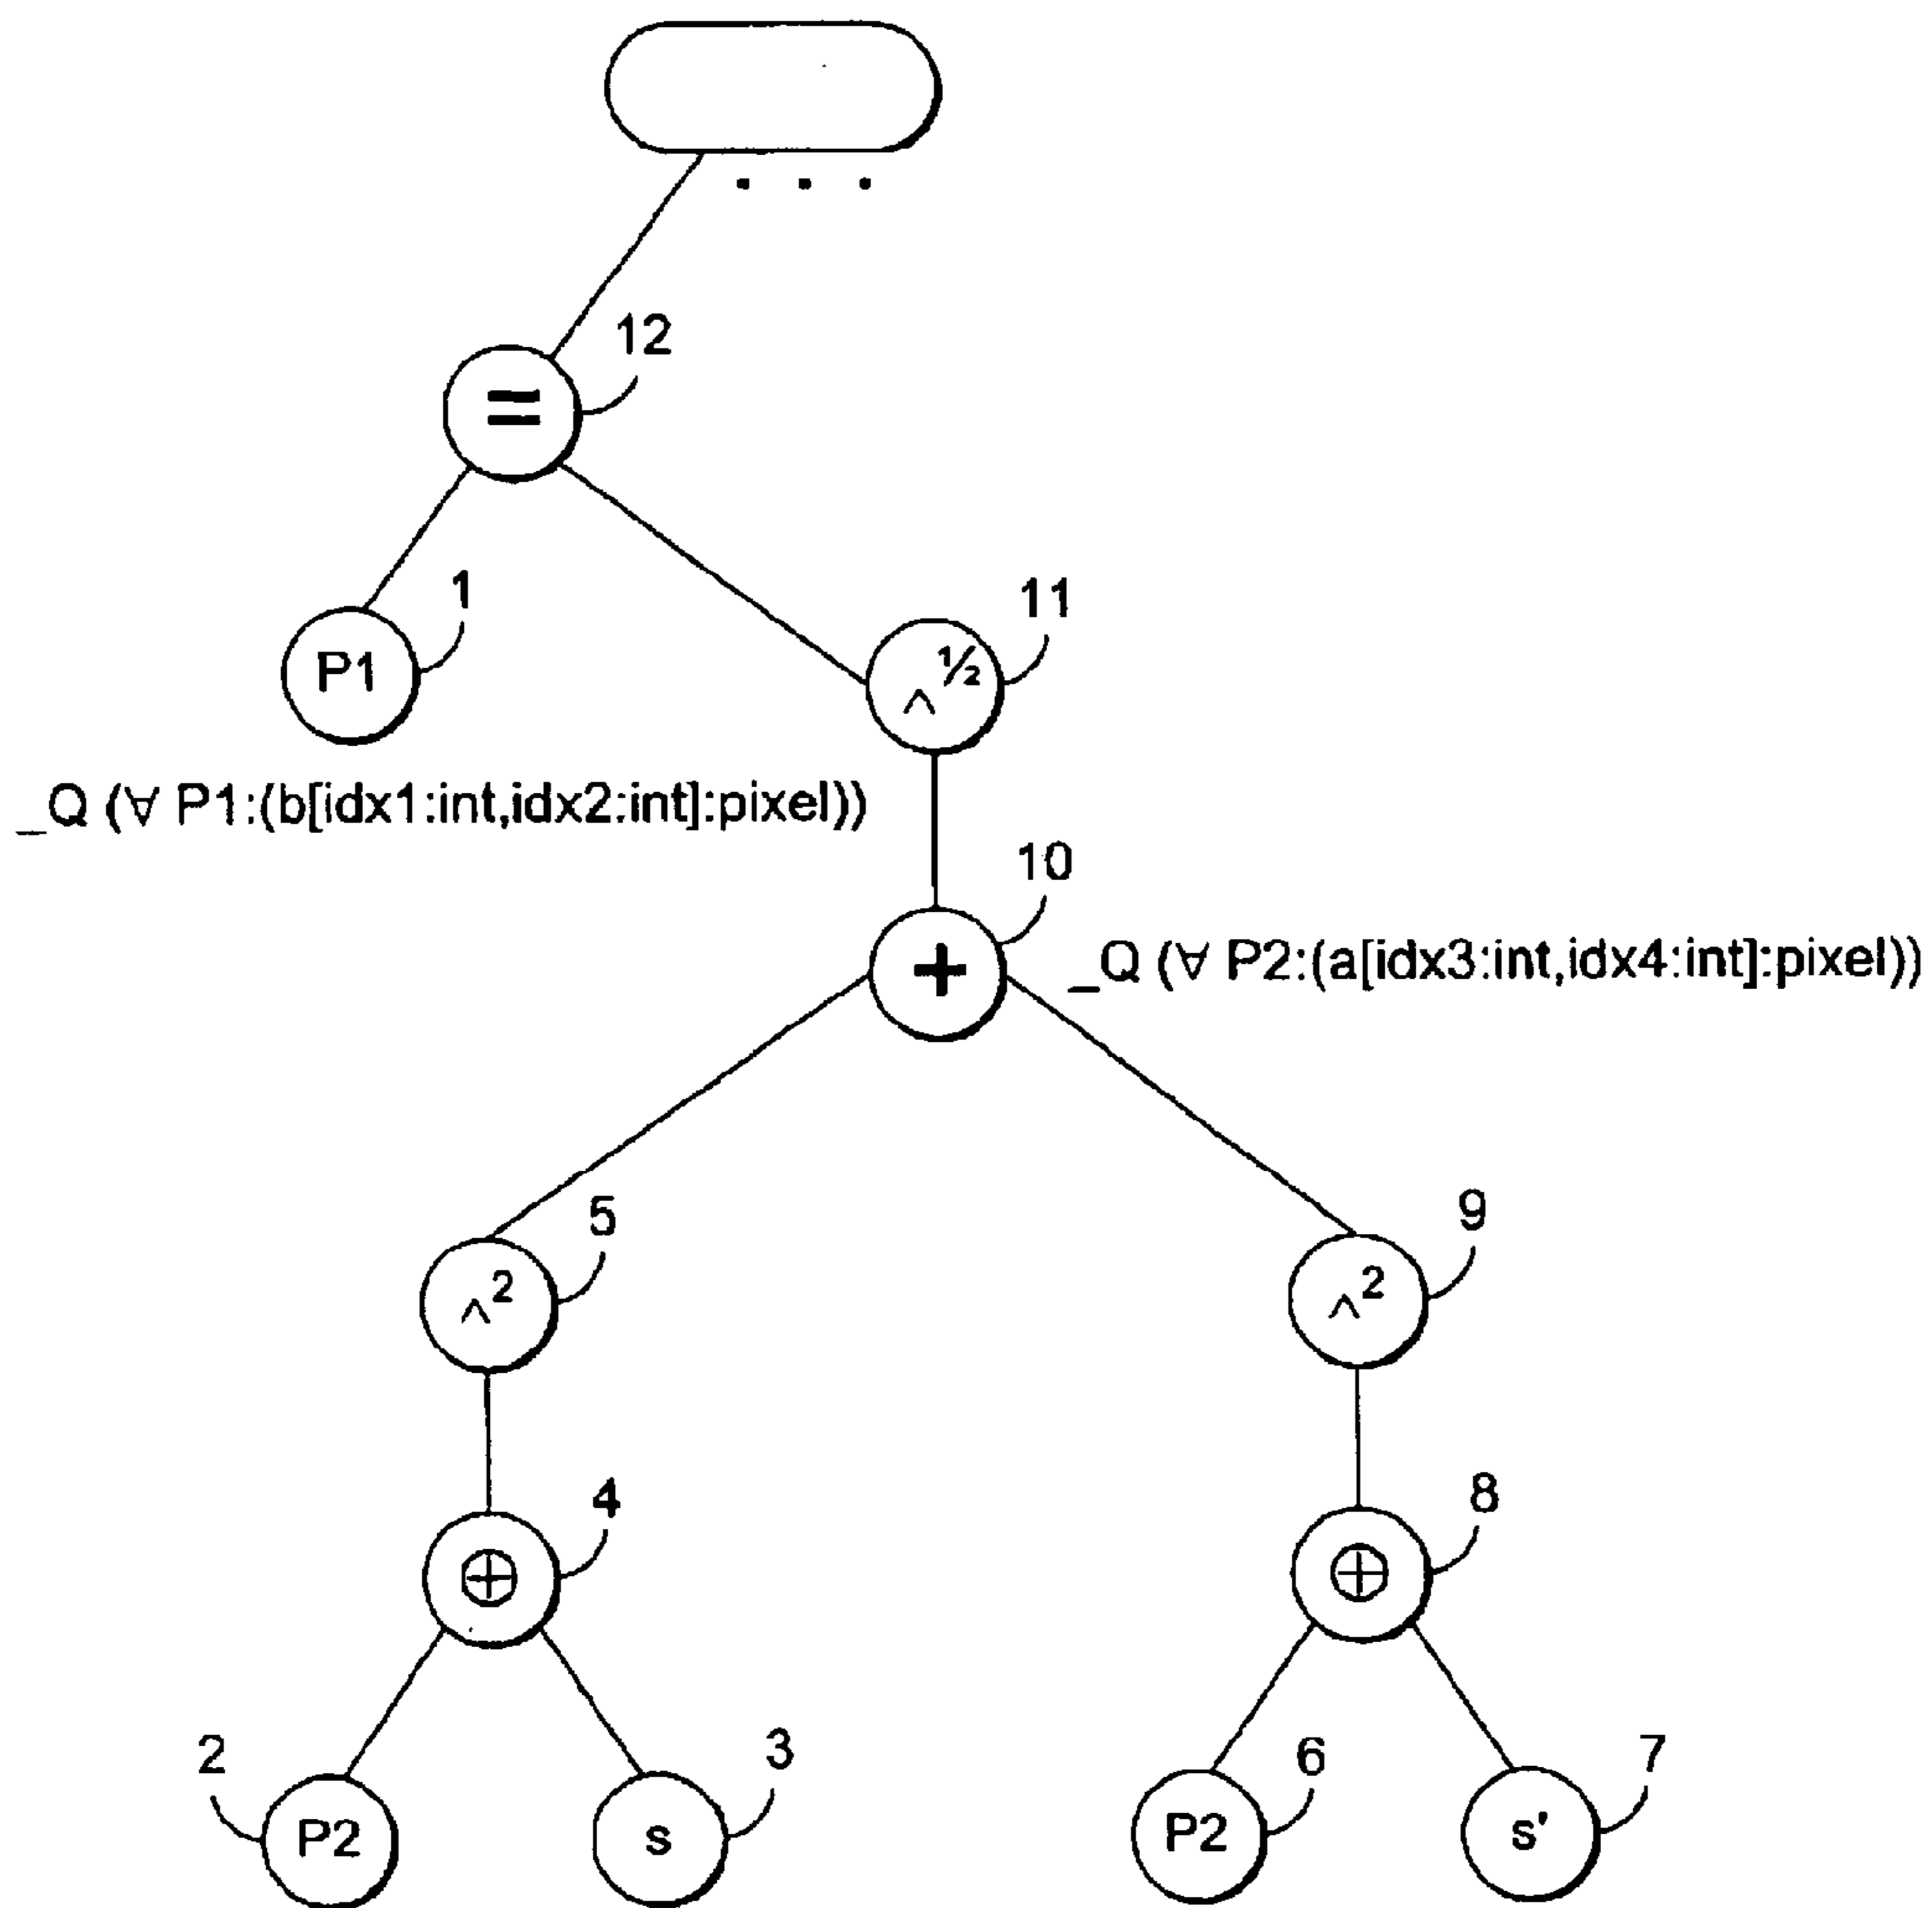 . . .
12
=
1
11
P1
^½
_Q (∀ P1:(b[idx1:int,idx2:int]:pixel))
10
+
_Q (∀ P2:(a[idx3:int,idx4:int]:pixel))
5
9
^2
^2
4
8
⊕
⊕
2
3
6
7
P2
s
P2
s'